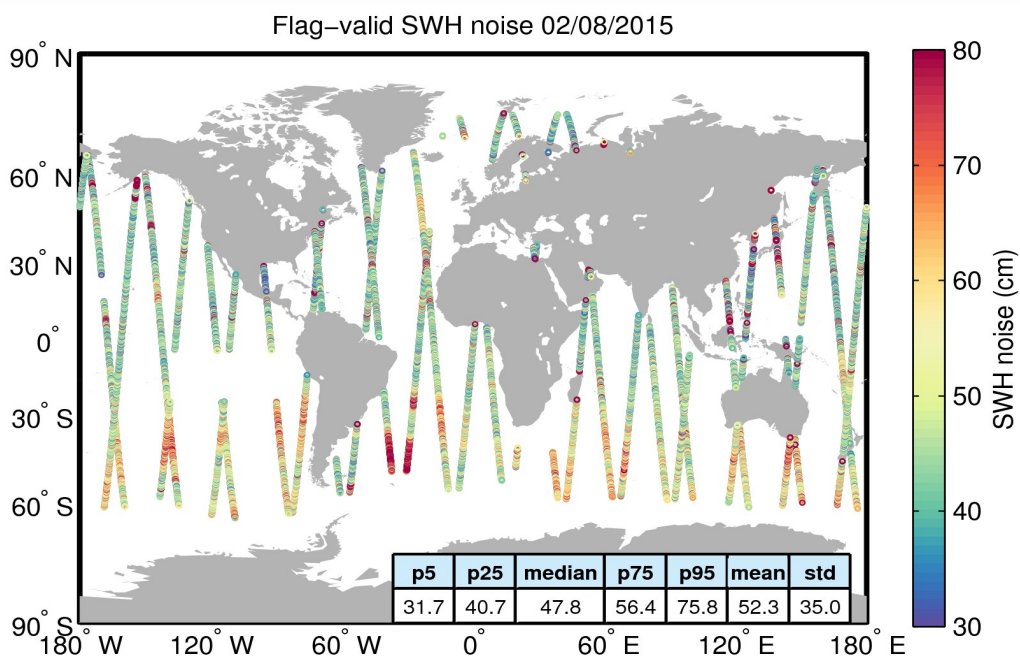 Flag−valid SWH noise 02/08/2015
90° N
60° N
30° N
0°
30° S
60° S
90° S
180° W 120° W 60° W 0° 60° E 120° E 180° E
80
70
60
50
40
30
SWH noise (cm)
p5 p25 median p75 p95 mean std
31.7 40.7 47.8 56.4 75.8 52.3 35.0